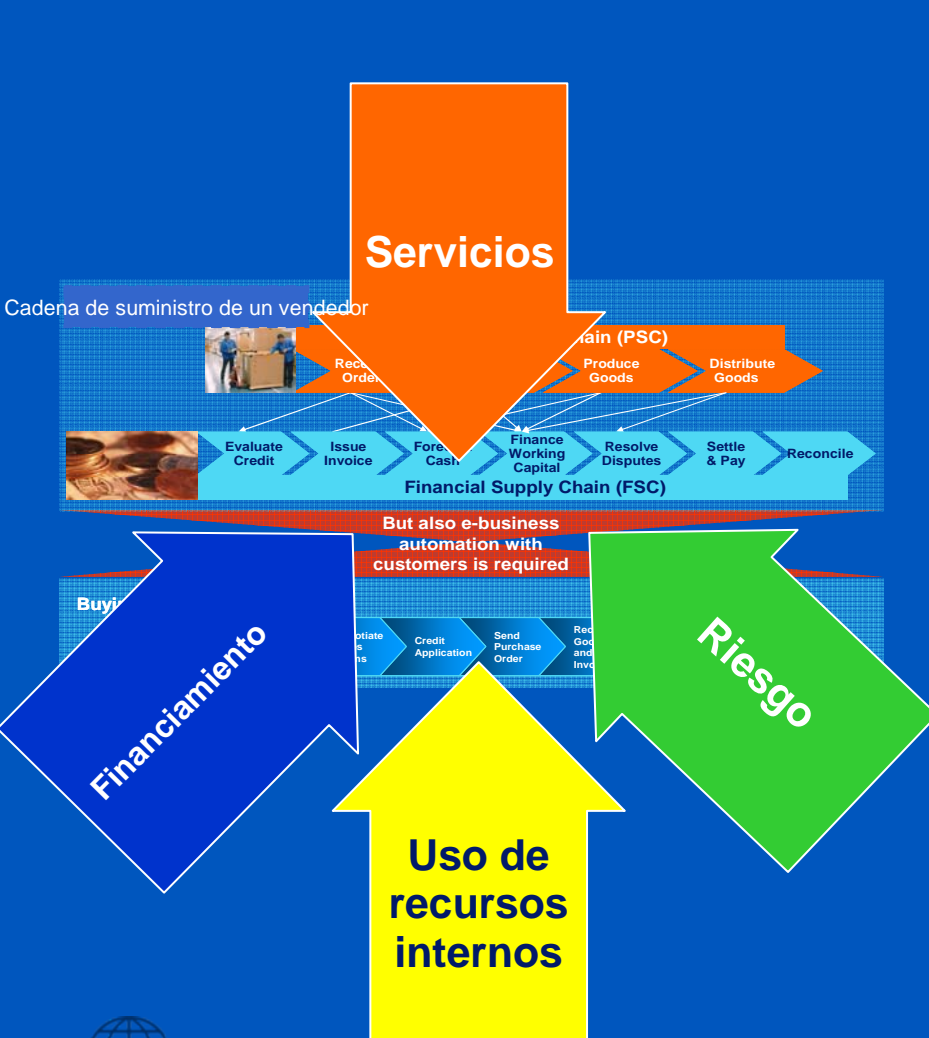 Servicios
Cadena de suministro de un vendedor
(PSC)
Produce
Goods
Distribute
Goods
Evaluate
Credit
Issue
Invoice
Cash
Finance
Working
Capital
Resolve
Disputes
Settle
& Pay
Reconcile
Financial Supply Chain (FSC)
But also e-business
automation with
customers is required
Credit
Application
Send
Purchase
Order
and
Financiamiento
Riesgo
Uso de
recursos
internos